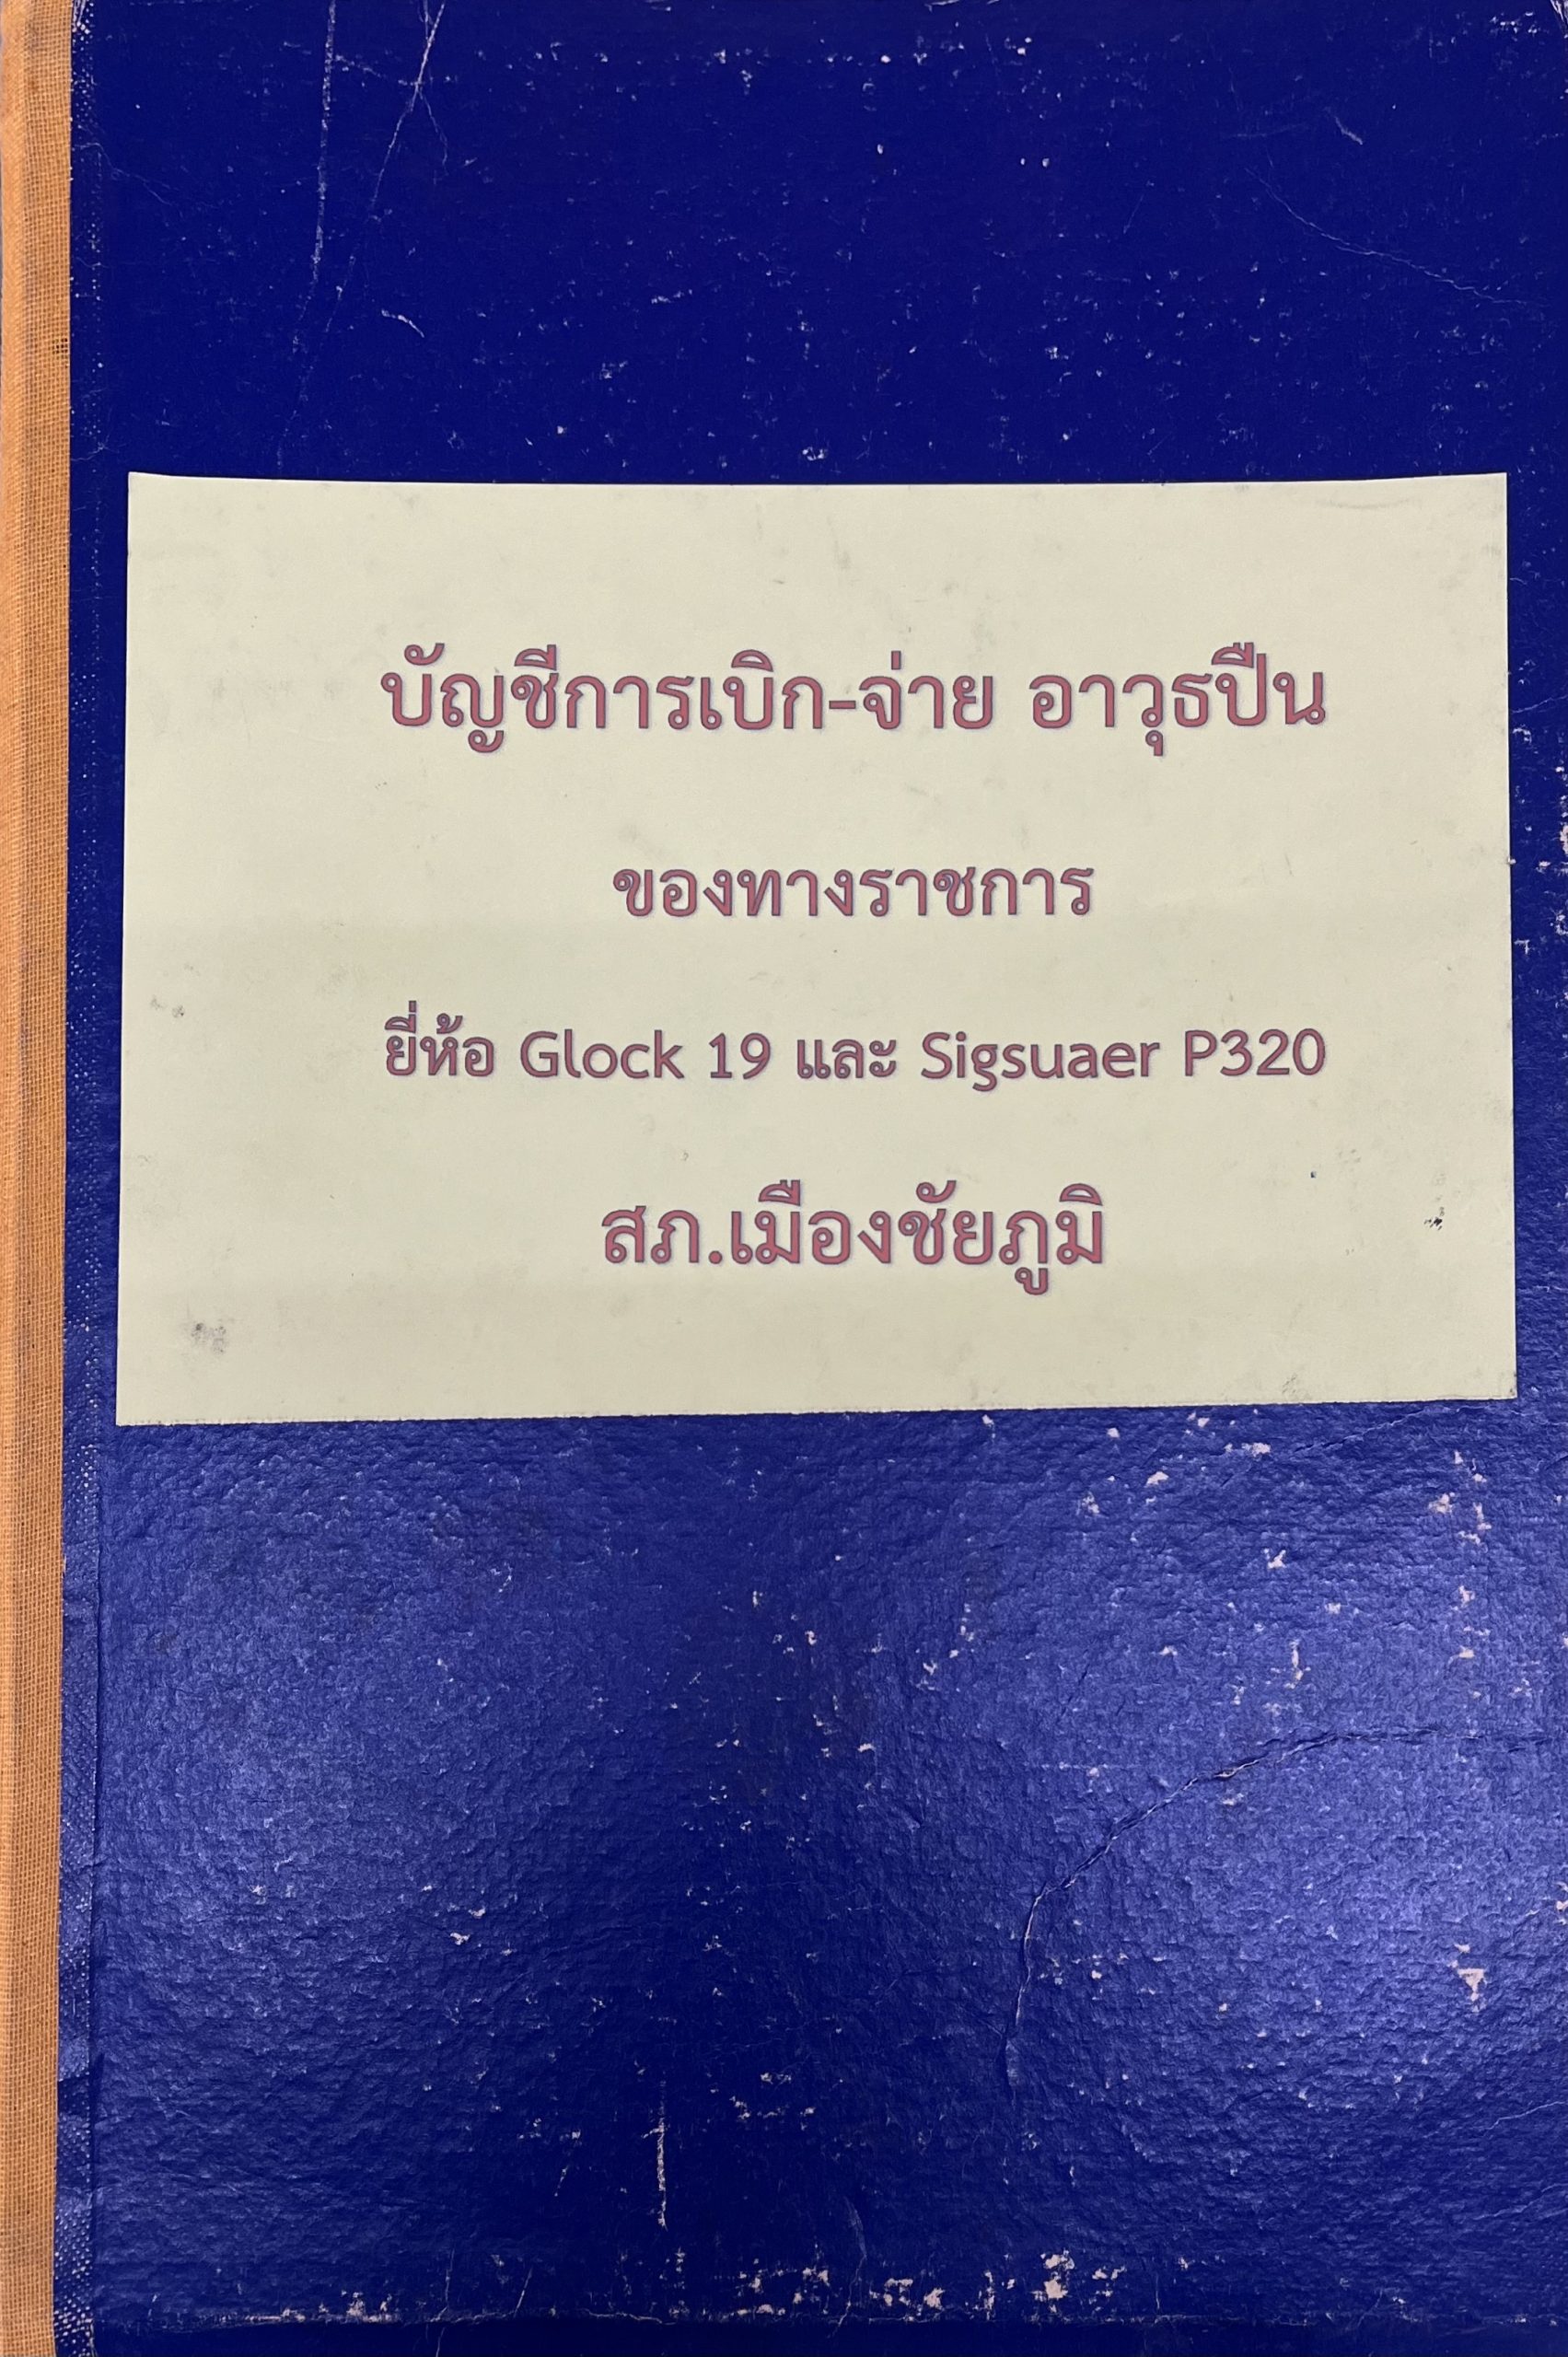 บัญชีการเบิก-จ่าย อาวุธปืน
ของทางราชการ
ยี่ห้อ Glock 19 และ Sigsuaer P320
สภ.เมืองชัยภูมิ